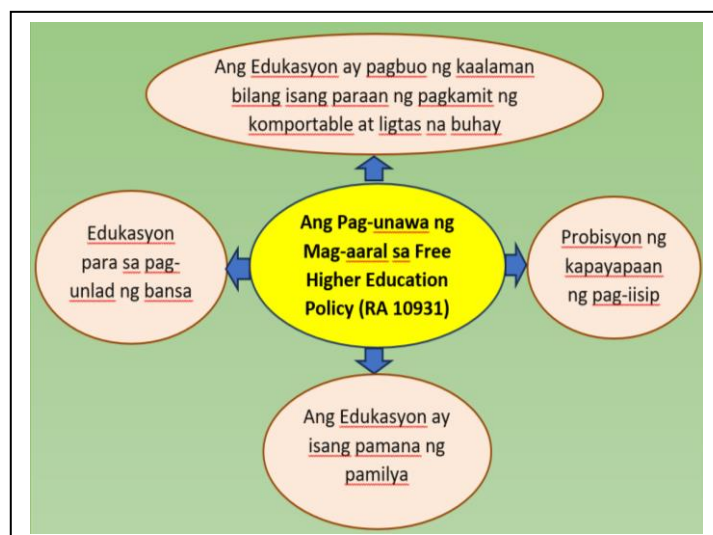 Ang Edukasyon ay pagbuo ng kaalaman
bilang isang paraan ng pagkamit ng
komportable at ligtas na buhay
Edukasyon
para sa pag-
unlad ng bansa
Ang Pag-unawa ng
Mag-aaral sa Free
Higher Education
Policy (RA 10931)
Probisyon ng
kapayapaan
ng pag-iisip
Ang Edukasyon ay
isang pamana ng
pamilya